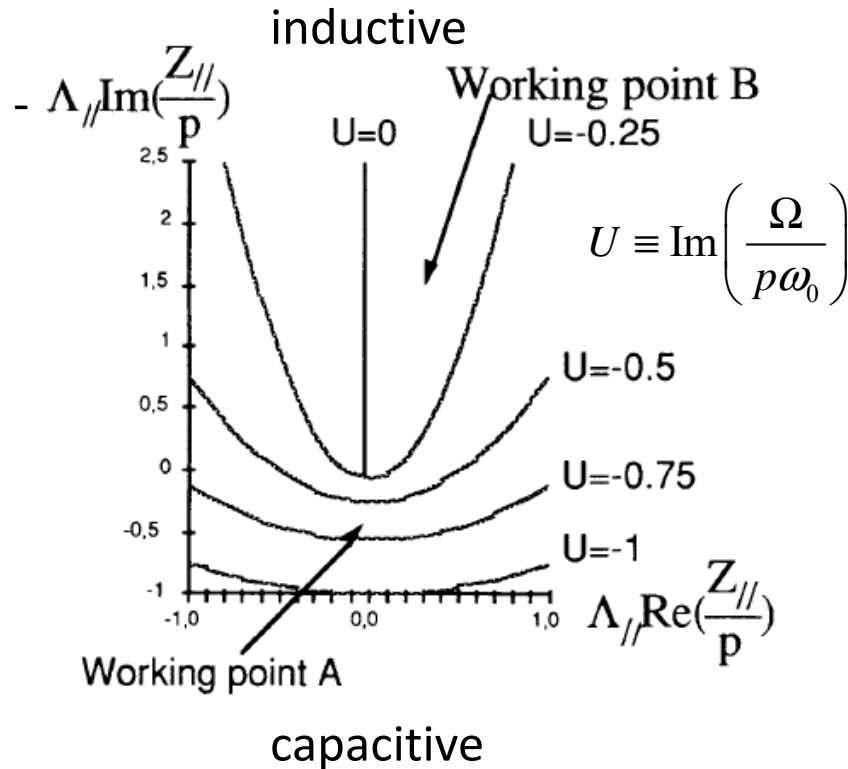 inductive
- Λ//Im(Z///p)
Working point B
U=0
U=-0.25
2,5
2
U ≡ Im(Ω/pω₀)
1,5
1
U=-0.5
0,5
0
U=-0.75
-0,5
U=-1
-1
-1,0 0,0 1,0
Λ//Re(Z///p)
Working point A
capacitive